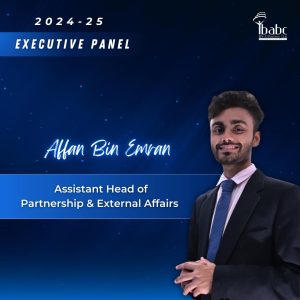 2024-25
EXECUTIVE PANEL
ibabc
Affan Bin Emran
Assistant Head of
Partnership & External Affairs